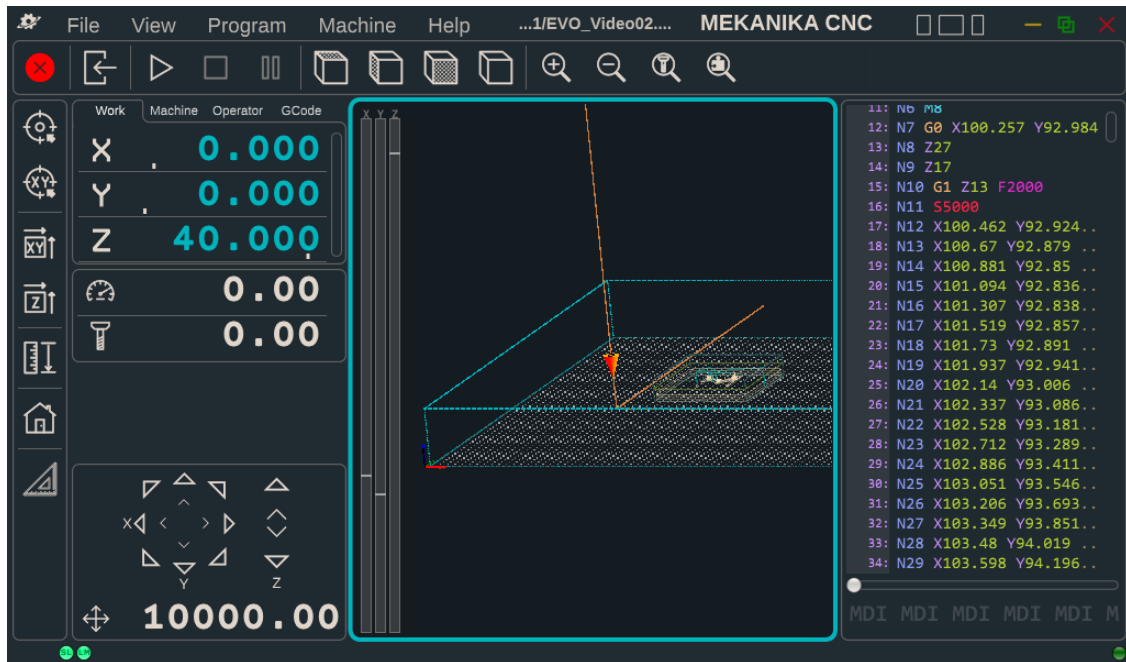 File View Program Machine Help ...1/EVO_Video02.... MEKANIKA CNC
Work Machine Operator GCode
X 0.000
Y 0.000
Z 40.000
0.00
0.00
XY
XY
Z
X
Y
Z
10000.00
SL LM
X Y Z
11: N6 M8
12: N7 G0 X100.257 Y92.984
13: N8 Z27
14: N9 Z17
15: N10 G1 Z13 F2000
16: N11 S5000
17: N12 X100.462 Y92.924..
18: N13 X100.67 Y92.879 ..
19: N14 X100.881 Y92.85 ..
20: N15 X101.094 Y92.836..
21: N16 X101.307 Y92.838..
22: N17 X101.519 Y92.857..
23: N18 X101.73 Y92.891 ..
24: N19 X101.937 Y92.941..
25: N20 X102.14 Y93.006 ..
26: N21 X102.337 Y93.086..
27: N22 X102.528 Y93.181..
28: N23 X102.712 Y93.289..
29: N24 X102.886 Y93.411..
30: N25 X103.051 Y93.546..
31: N26 X103.206 Y93.693..
32: N27 X103.349 Y93.851..
33: N28 X103.48 Y94.019 ..
34: N29 X103.598 Y94.196..
MDI MDI MDI MDI MDI M